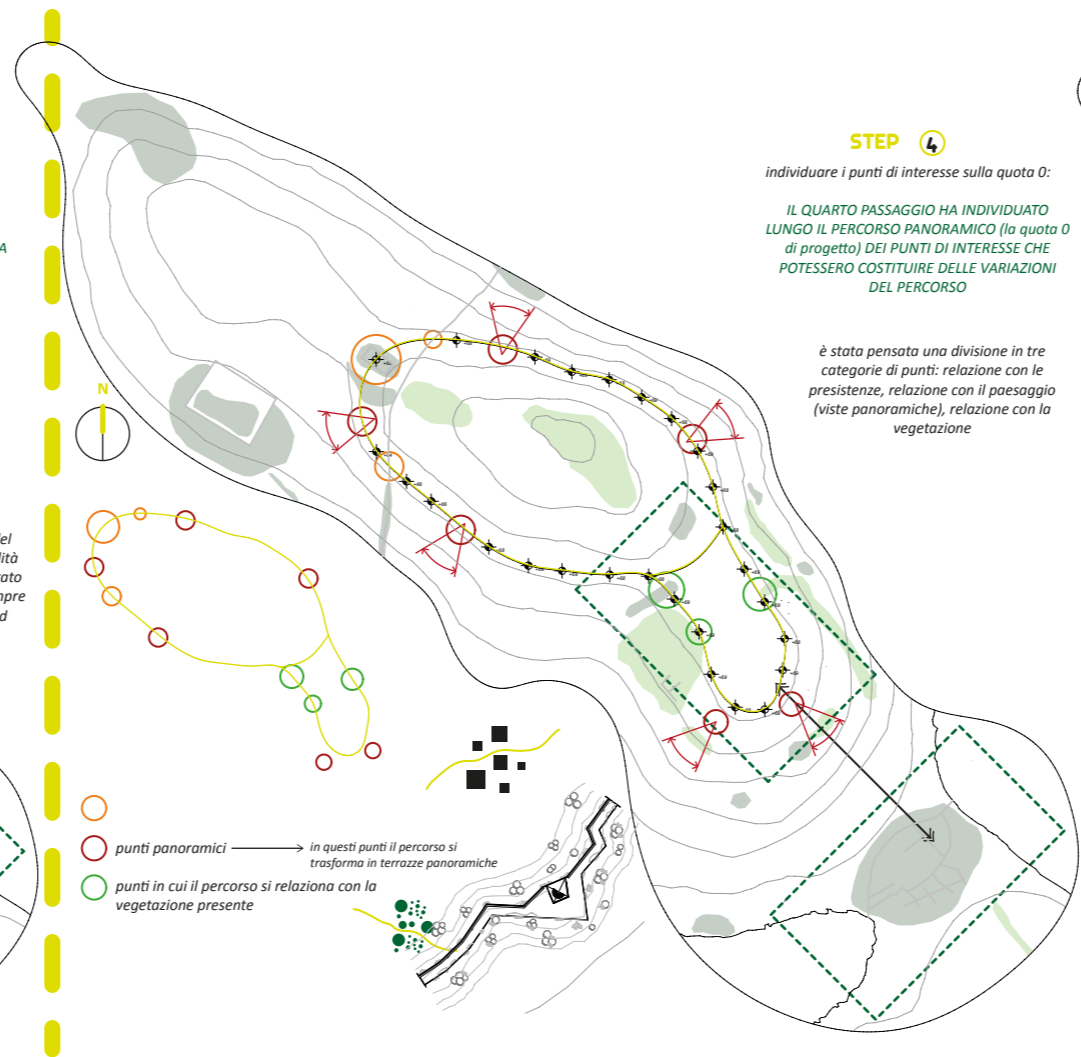 STEP 4
individuare i punti di interesse sulla quota 0:
IL QUARTO PASSAGGIO HA INDIVIDUATO
LUNGO IL PERCORSO PANORAMICO (la quota 0
di progetto) DEI PUNTI DI INTERESSE CHE
POTESSERO COSTITUIRE DELLE VARIAZIONI
DEL PERCORSO
è stata pensata una divisione in tre
categorie di punti: relazione con le
presistenze, relazione con il paesaggio
(viste panoramiche), relazione con la
vegetazione
A
N
del
lità
ato
mpre
d
punti panoramici
in questi punti il percorso si
trasforma in terrazze panoramiche
punti in cui il percorso si relaziona con la
vegetazione presente